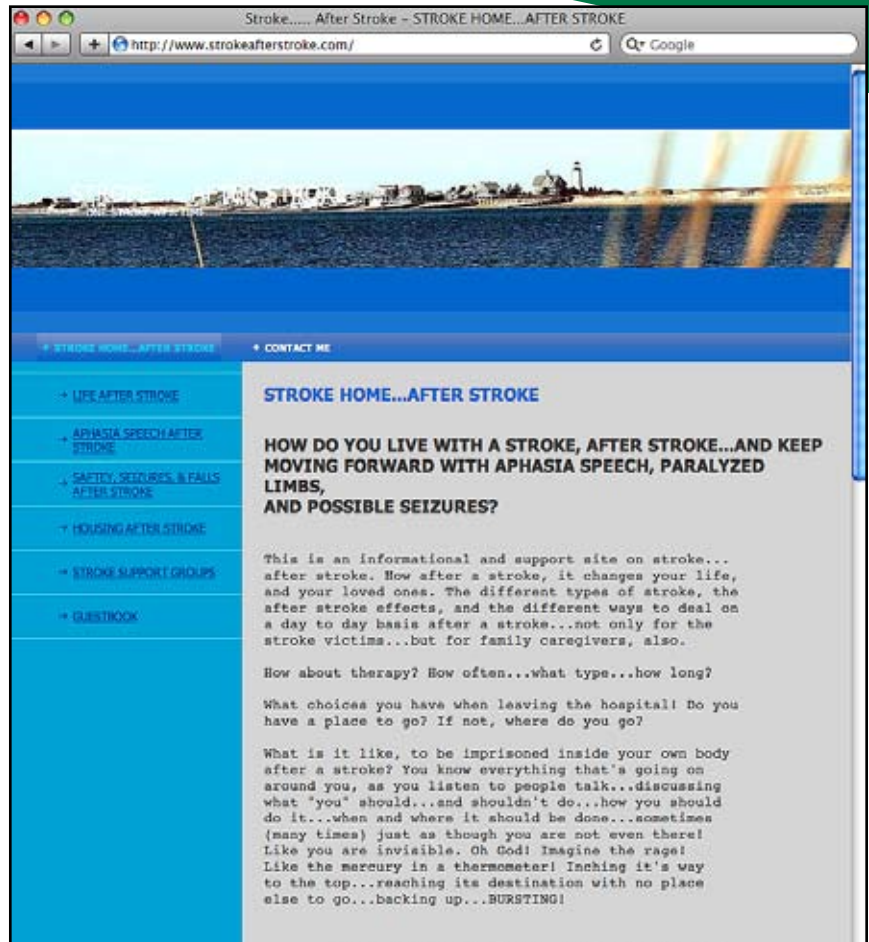 Stroke..... After Stroke – STROKE HOME...AFTER STROKE
http://www.strokeafterstroke.com/
Google
STROKE HOME...AFTER STROKE
CONTACT ME
LIFE AFTER STROKE
APHASIA SPEECH AFTER
STROKE
SAFTEY, SEIZURES, & FALLS
AFTER STROKE
HOUSING AFTER STROKE
STROKE SUPPORT GROUPS
GUESTBOOK
STROKE HOME...AFTER STROKE
HOW DO YOU LIVE WITH A STROKE, AFTER STROKE...AND KEEP
MOVING FORWARD WITH APHASIA SPEECH, PARALYZED
LIMBS,
AND POSSIBLE SEIZURES?
This is an informational and support site on stroke...
after stroke. How after a stroke, it changes your life,
and your loved ones. The different types of stroke, the
after stroke effects, and the different ways to deal on
a day to day basis after a stroke...not only for the
stroke victims...but for family caregivers, also.
How about therapy? How often...what type...how long?
What choices you have when leaving the hospital! Do you
have a place to go? If not, where do you go?
What is it like, to be imprisoned inside your own body
after a stroke? You know everything that's going on
around you, as you listen to people talk...discussing
what "you" should...and shouldn't do...how you should
do it...when and where it should be done...sometimes
(many times) just as though you are not even there!
Like you are invisible. Oh God! Imagine the rage!
Like the mercury in a thermometer! Inching it's way
to the top...reaching its destination with no place
else to go...backing up...BURSTING!